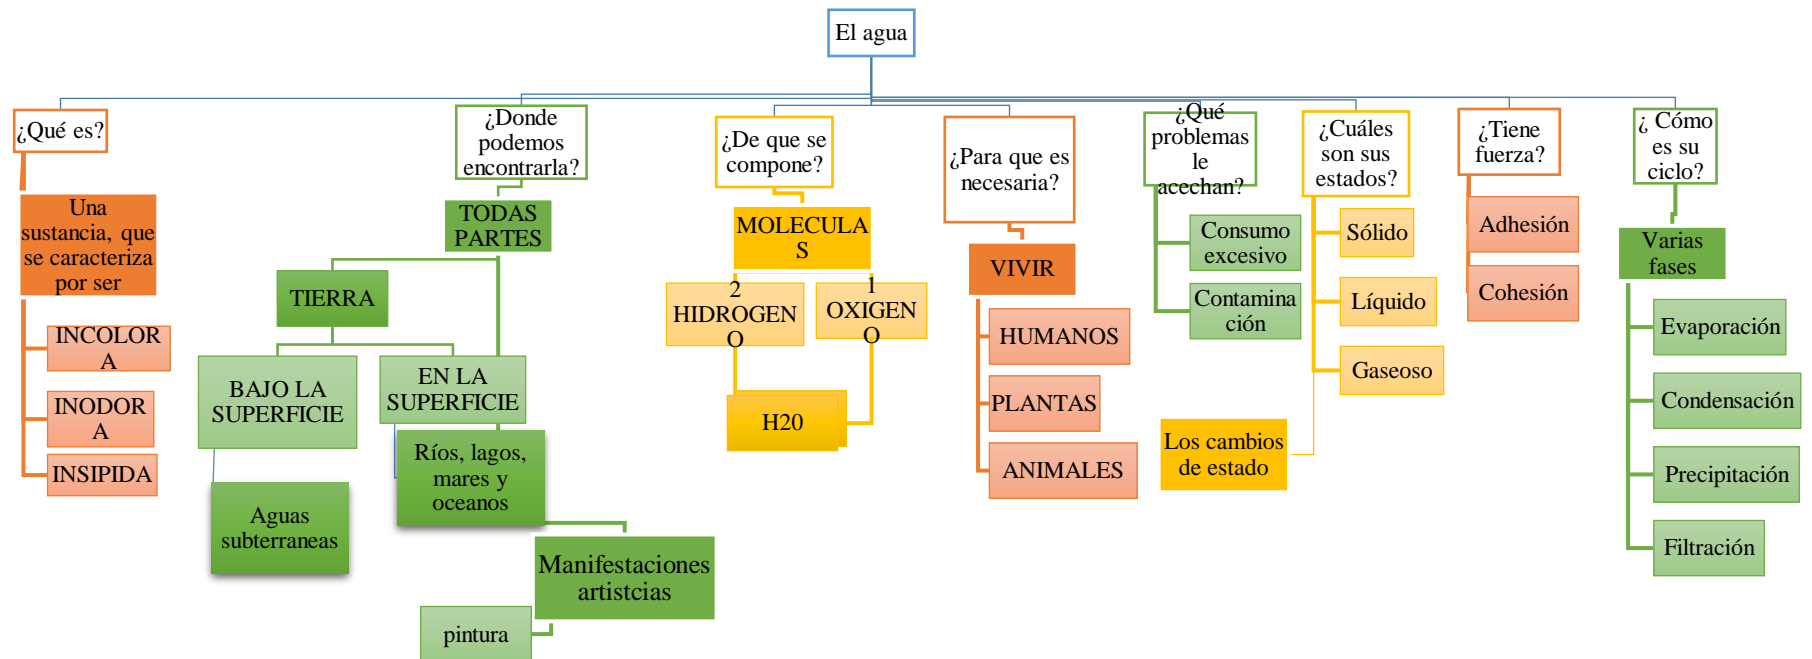 El agua
¿Qué es?
Una
sustancia, que
se caracteriza
por ser
INCOLOR
A
INODOR
A
INSIPIDA
¿Donde
podemos
encontrarla?
TODAS
PARTES
TIERRA
BAJO LA
SUPERFICIE
Aguas
subterraneas
EN LA
SUPERFICIE
Ríos, lagos,
mares y
oceanos
Manifestaciones
artistcias
pintura
¿De que se
compone?
MOLECULA
S
2
HIDROGEN
O
1
OXIGEN
O
H20
¿Para que es
necesaria?
VIVIR
HUMANOS
PLANTAS
ANIMALES
¿Qué
problemas
le
acechan?
Consumo
excesivo
Contamina
ción
¿Cuáles
son sus
estados?
Sólido
Líquido
Gaseoso
Los cambios
de estado
¿Tiene
fuerza?
Adhesión
Cohesión
¿ Cómo
es su
ciclo?
Varias
fases
Evaporación
Condensación
Precipitación
Filtración